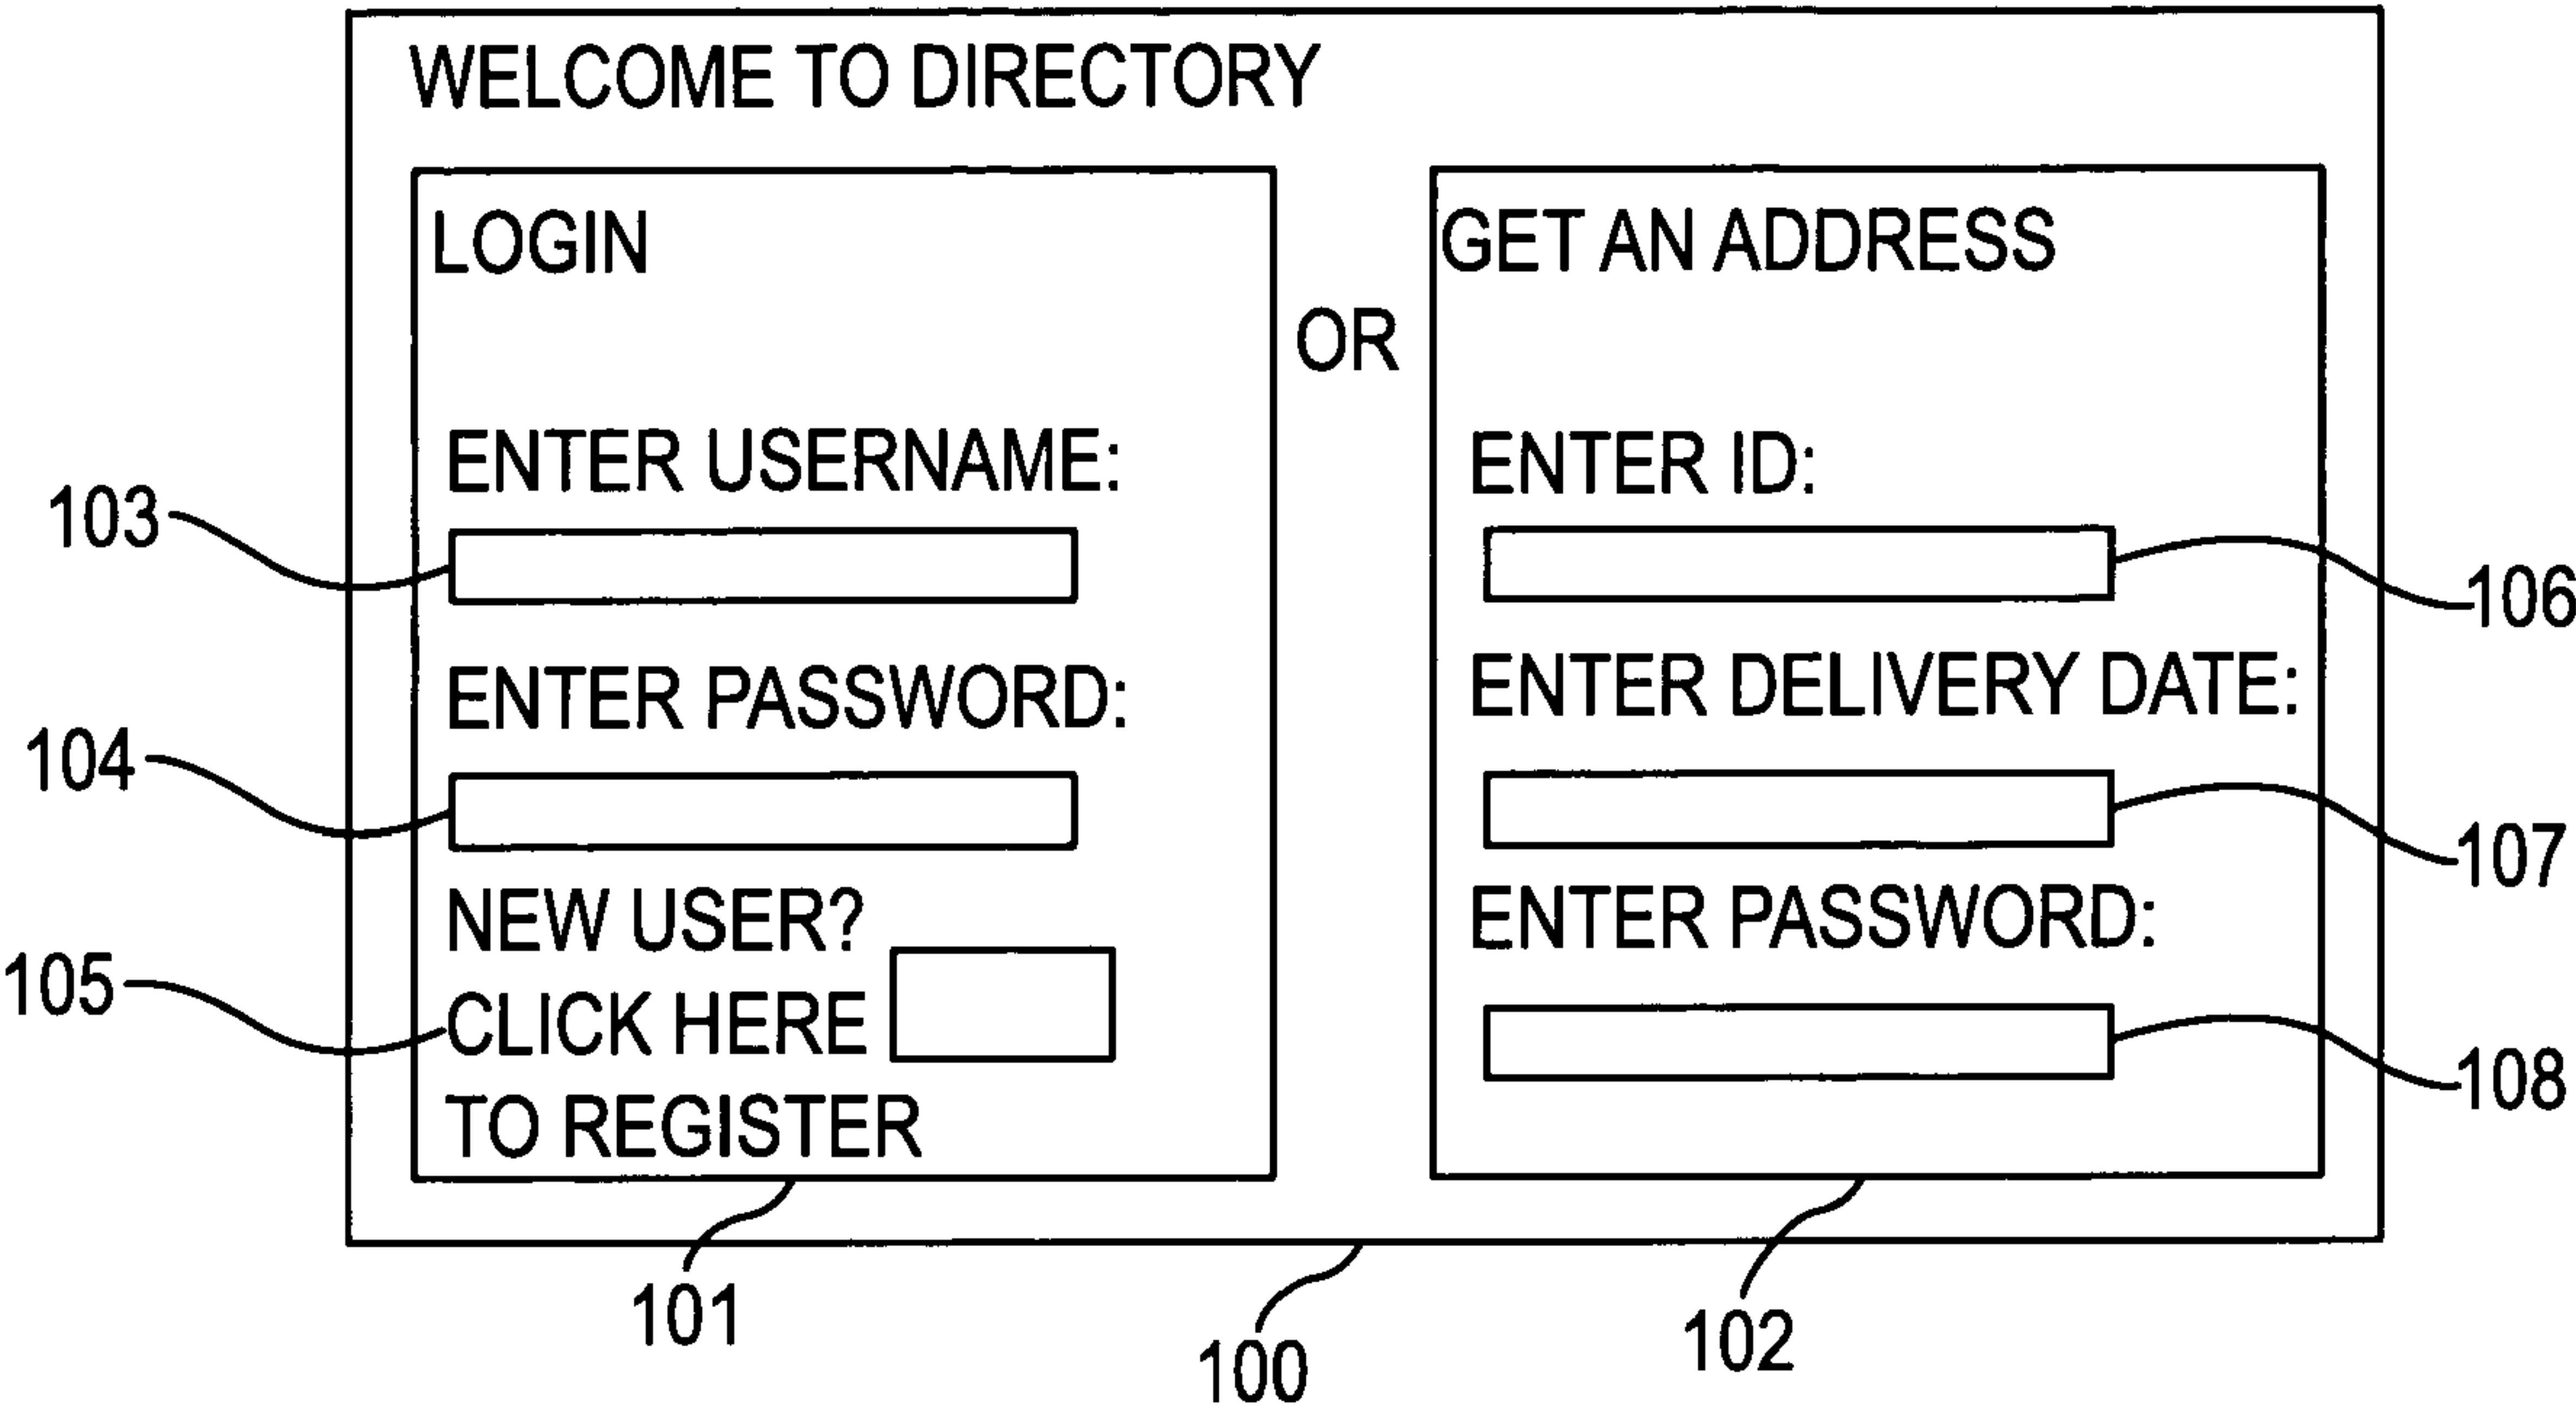 WELCOME TO DIRECTORY
LOGIN
ENTER USERNAME:
ENTER PASSWORD:
NEW USER?
CLICK HERE
TO REGISTER
OR
GET AN ADDRESS
ENTER ID:
ENTER DELIVERY DATE:
ENTER PASSWORD:
103
104
105
106
107
108
101
102
100